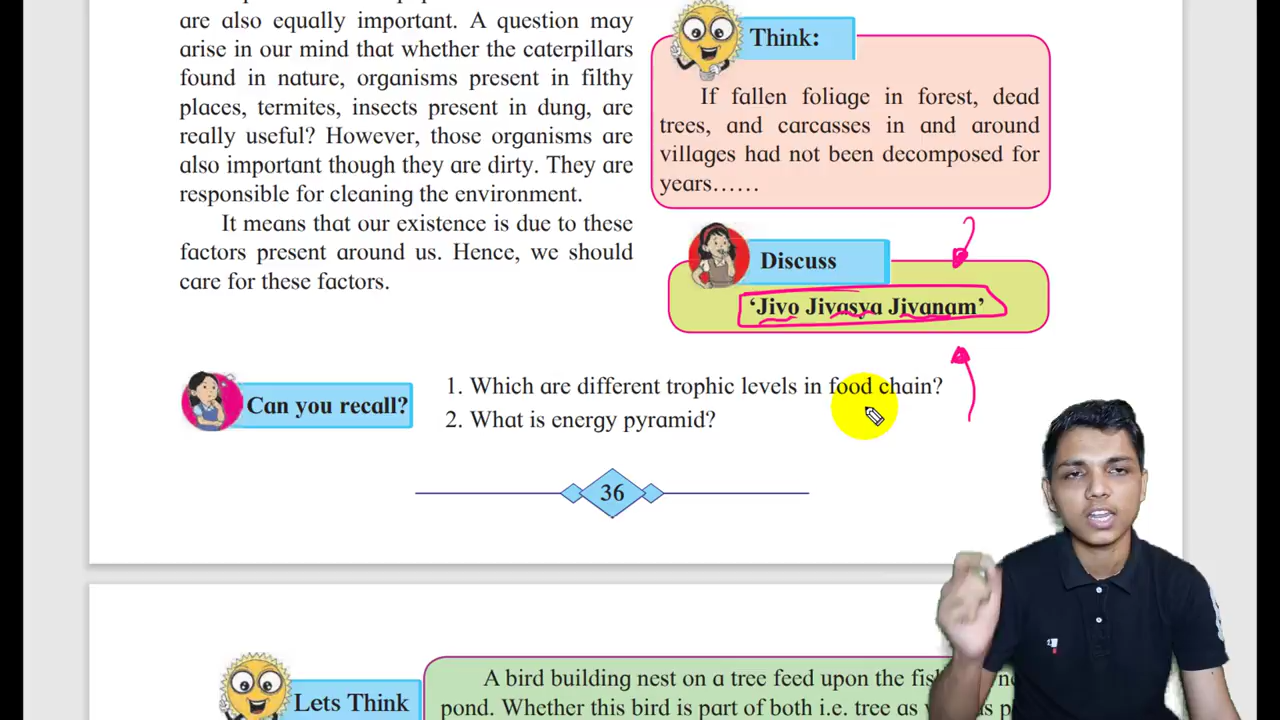 are also equally important. A question may
arise in our mind that whether the caterpillars
found in nature, organisms present in filthy
places, termites, insects present in dung, are
really useful? However, those organisms are
also important though they are dirty. They are
responsible for cleaning the environment.
It means that our existence is due to these
factors present around us. Hence, we should
care for these factors.
Think:
If fallen foliage in forest, dead
trees, and carcasses in and around
villages had not been decomposed for
years......
Discuss
‘Jivo Jivasya Jivanam’
Can you recall?
1. Which are different trophic levels in food chain?
2. What is energy pyramid?
36
Lets Think
A bird building nest on a tree feed upon the fish
pond. Whether this bird is part of both i.e. tree as